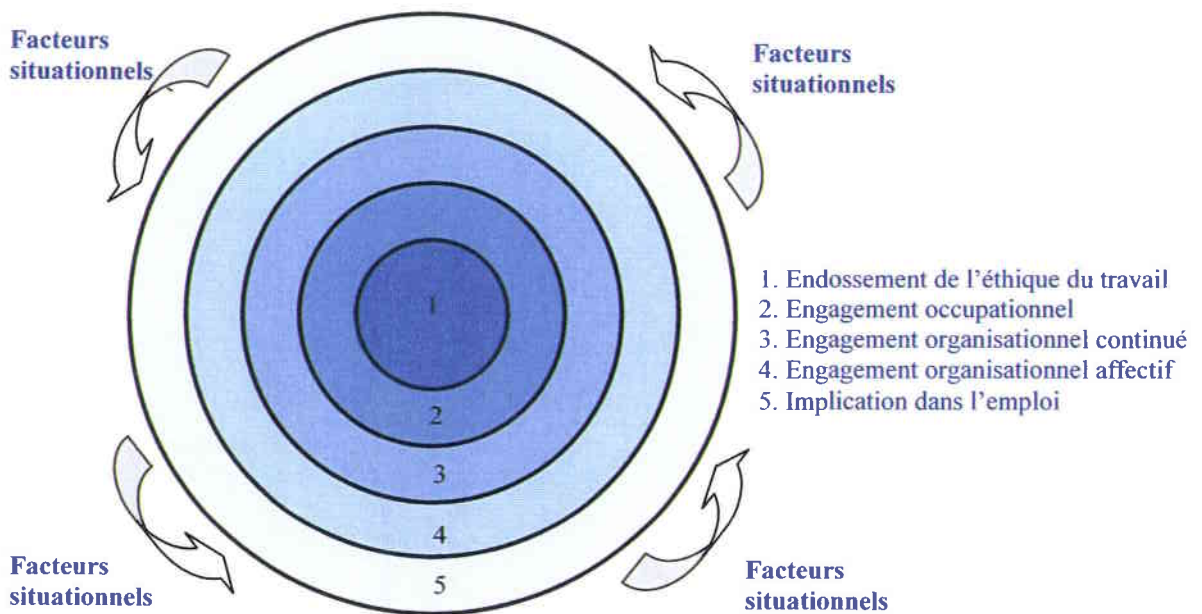 Facteurs
situationnels
Facteurs
situationnels
1
2
3
4
5
1. Endossement de l'éthique du travail
2. Engagement occupationnel
3. Engagement organisationnel continué
4. Engagement organisationnel affectif
5. Implication dans l'emploi
Facteurs
situationnels
Facteurs
situationnels